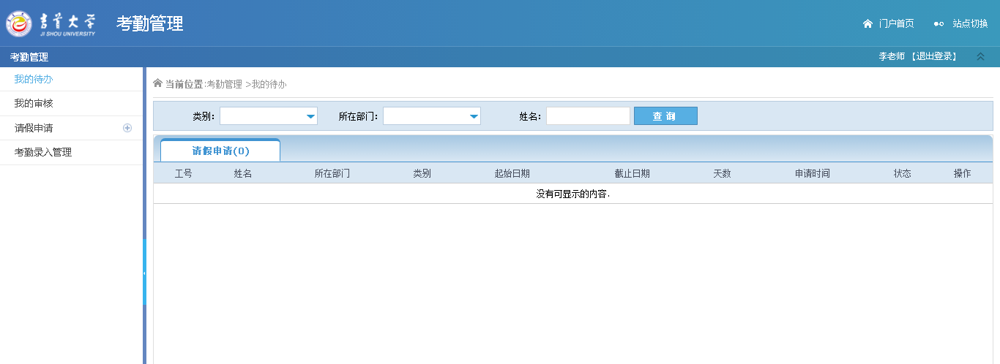 吉首大学
JI SHOU UNIVERSITY
考勤管理
门户首页
站点切换
考勤管理
李老师 【退出登录】
我的待办
我的审核
请假申请
考勤录入管理
当前位置:考勤管理 >我的待办
类别: 所在部门: 姓名: 查 询
请假申请(0)
工号 姓名 所在部门 类别 起始日期 截止日期 天数 申请时间 状态 操作
没有可显示的内容.